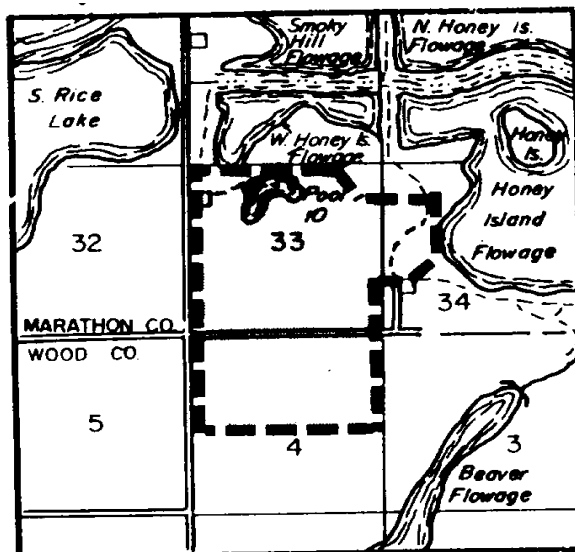 Smoky
Hill
Flowage
N. Honey Is.
Flowage
S. Rice
Lake
W. Honey Is.
Flowage
Honey
Is.
Pool
10
Honey
Island
Flowage
32
33
34
MARATHON CO.
WOOD CO.
5
4
3
Beaver
Flowage